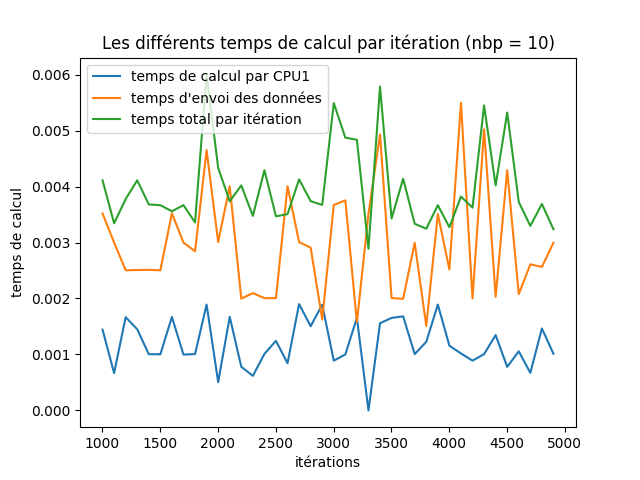 Les différents temps de calcul par itération (nbp = 10)
temps de calcul par CPU1
temps d'envoi des données
temps total par itération
temps de calcul
0.006
0.005
0.004
0.003
0.002
0.001
0.000
1000 1500 2000 2500 3000 3500 4000 4500 5000
itérations